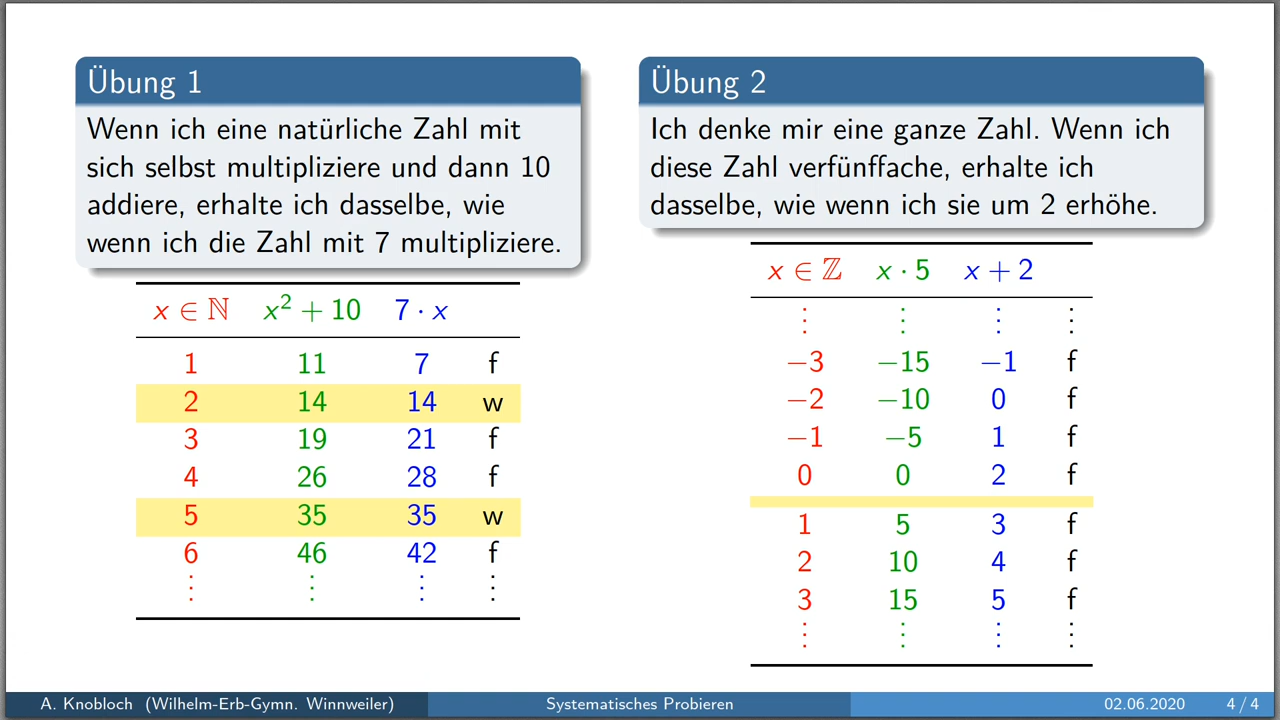 Übung 1
Wenn ich eine natürliche Zahl mit
sich selbst multipliziere und dann 10
addiere, erhalte ich dasselbe, wie
wenn ich die Zahl mit 7 multipliziere.
x ∈ ℕ x² + 10 7 · x
1 11 7 f
2 14 14 w
3 19 21 f
4 26 28 f
5 35 35 w
6 46 42 f
⋮ ⋮ ⋮ ⋮
Übung 2
Ich denke mir eine ganze Zahl. Wenn ich
diese Zahl verfünffache, erhalte ich
dasselbe, wie wenn ich sie um 2 erhöhe.
x ∈ ℤ x · 5 x + 2
⋮ ⋮ ⋮ ⋮
−3 −15 −1 f
−2 −10 0 f
−1 −5 1 f
0 0 2 f
1 5 3 f
2 10 4 f
3 15 5 f
⋮ ⋮ ⋮ ⋮
A. Knobloch (Wilhelm-Erb-Gymn. Winnweiler) Systematisches Probieren 02.06.2020 4 / 4